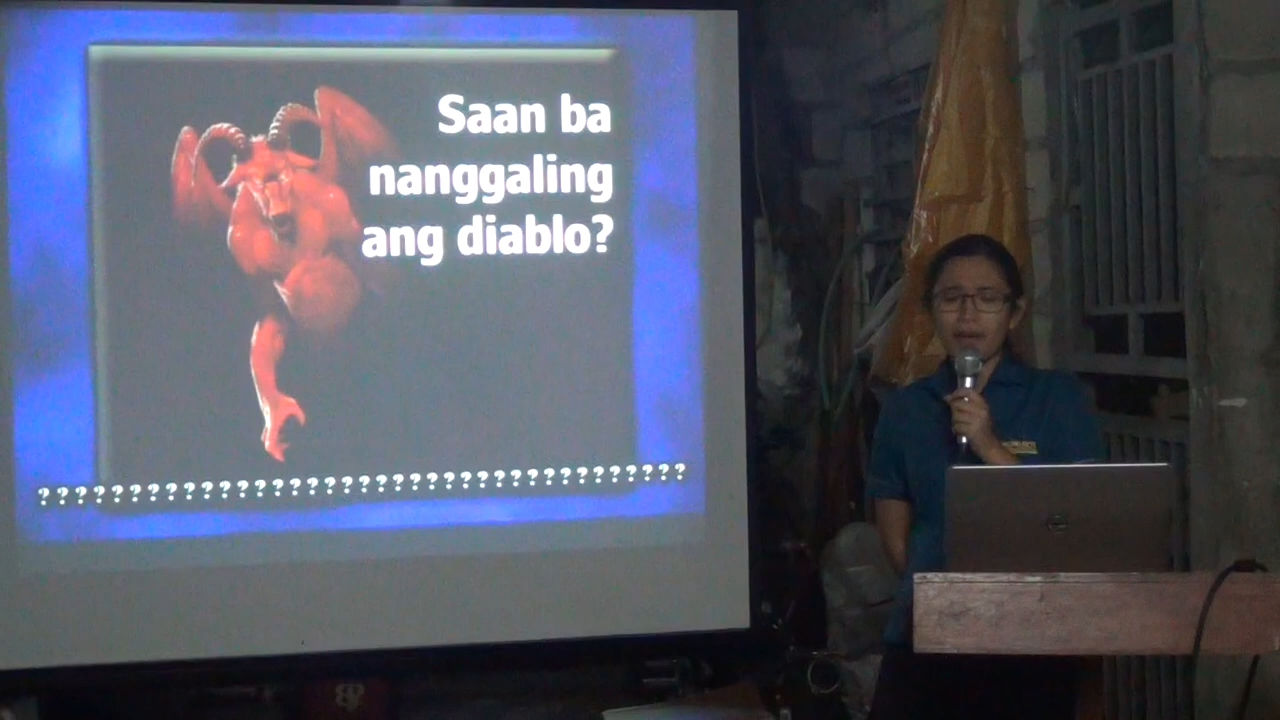 Saan ba
nanggaling
ang diablo?
? ? ? ? ? ? ? ? ? ? ? ? ? ? ? ? ? ? ? ? ? ? ? ? ? ? ? ? ? ? ? ? ? ? ? ?